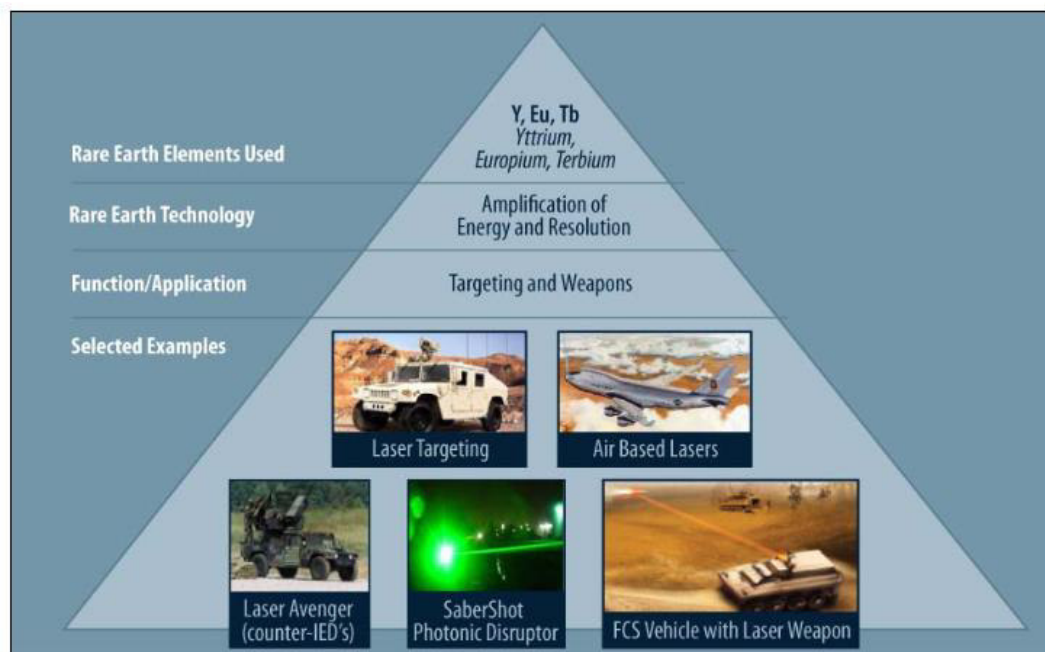 Y, Eu, Tb
Yttrium,
Europium, Terbium
Rare Earth Elements Used
Amplification of
Energy and Resolution
Rare Earth Technology
Function/Application
Targeting and Weapons
Selected Examples
Laser Targeting
Air Based Lasers
Laser Avenger
(counter-IED's)
SaberShot
Photonic Disruptor
FCS Vehicle with Laser Weapon